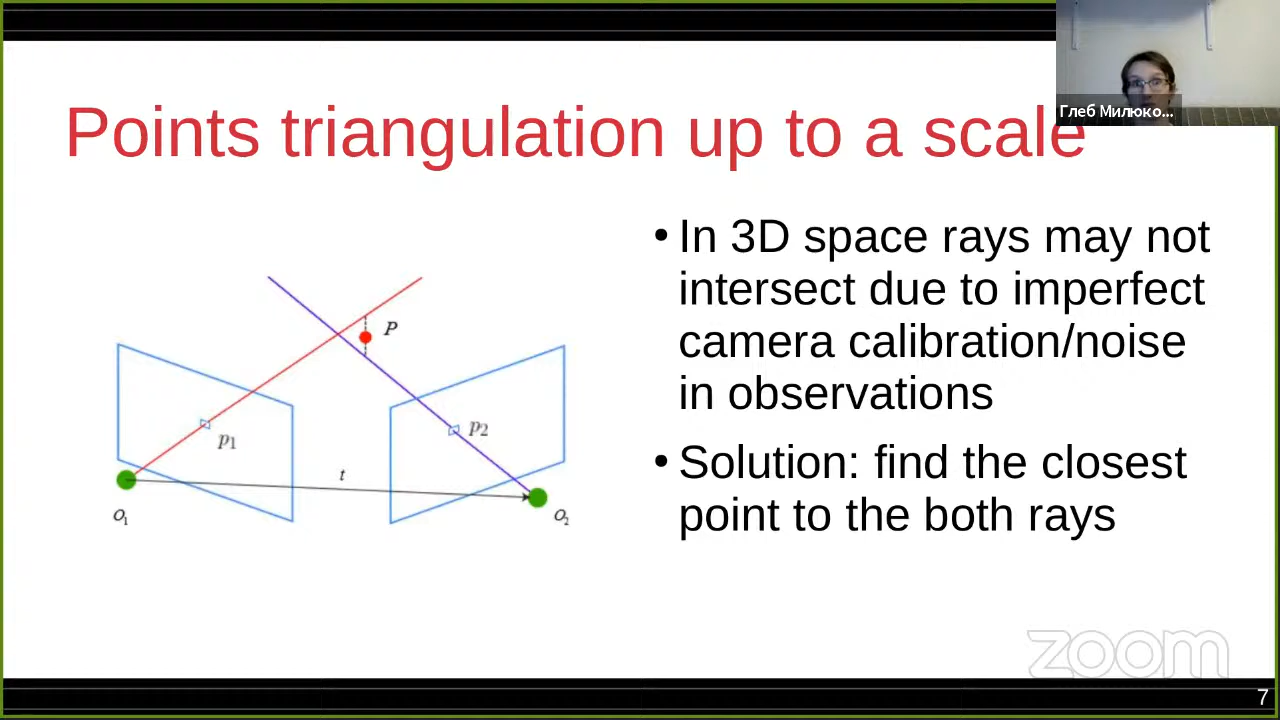 Глеб Милюко...
Points triangulation up to a scale
• In 3D space rays may not
intersect due to imperfect
camera calibration/noise
in observations
• Solution: find the closest
point to the both rays
P
p1
p2
t
O1
O2
zoom
7